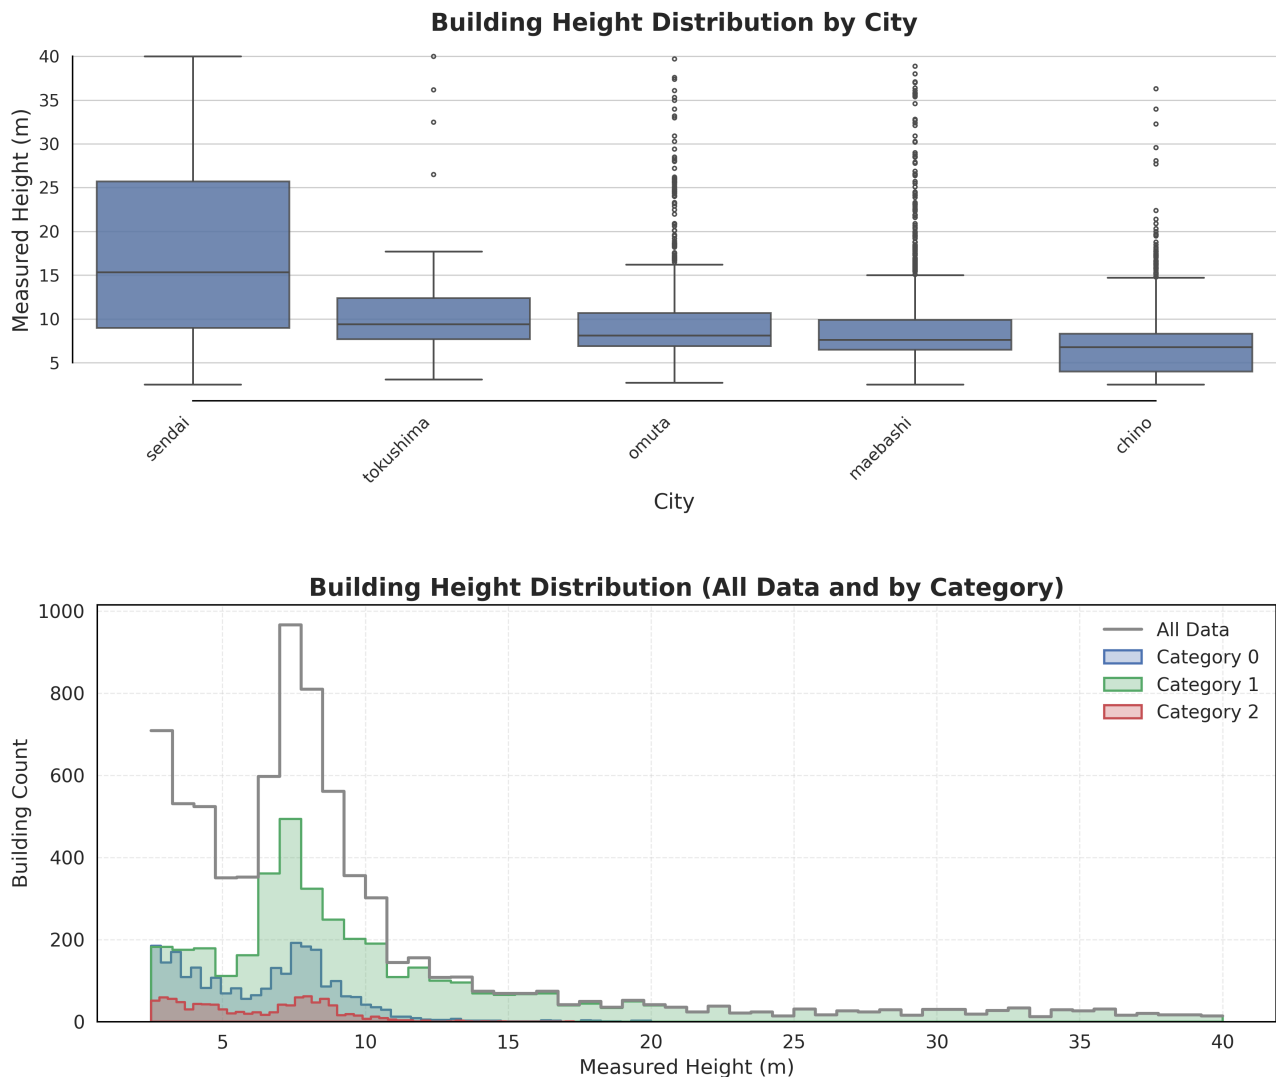 Building Height Distribution by City
Measured Height (m)
40
35
30
25
20
15
10
5
sendai
tokushima
omuta
maebashi
chino
City
Building Height Distribution (All Data and by Category)
Building Count
1000
800
600
400
200
0
All Data
Category 0
Category 1
Category 2
5
10
15
20
25
30
35
40
Measured Height (m)